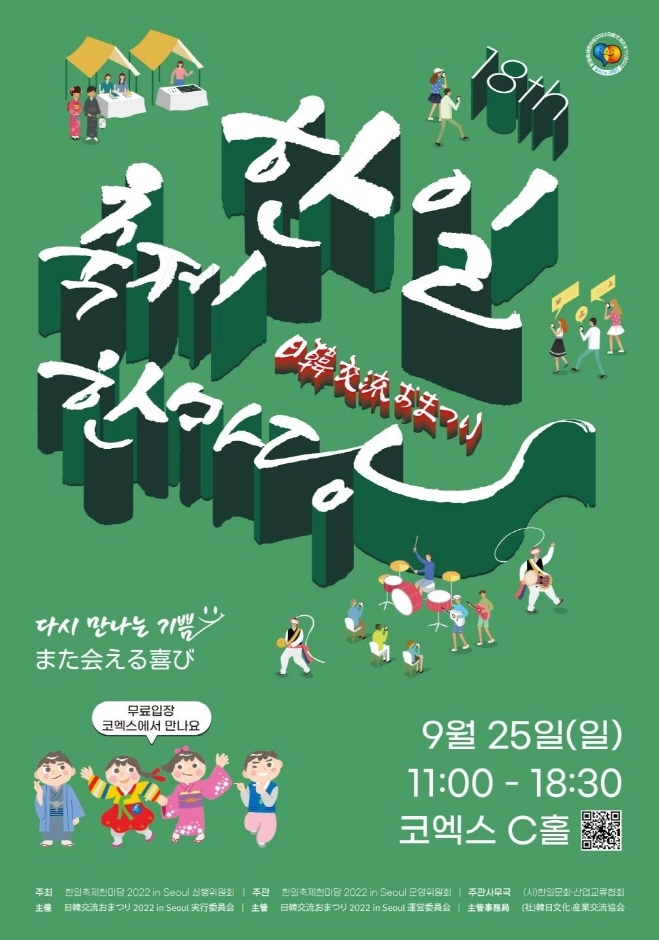 18th
한일
축제
한마당
日韓交流おまつり
다시 만나는 기쁨
また会える喜び
무료입장
코엑스에서 만나요
9월 25일(일)
11:00 - 18:30
코엑스 C홀
주최 한일축제한마당 2022 in Seoul 실행위원회 | 주관 한일축제한마당 2022 in Seoul 운영위원회 | 주관사무국 (사)한일문화·산업교류협회
主催 日韓交流おまつり 2022 in Seoul 実行委員会 | 主管 日韓交流おまつり 2022 in Seoul 運営委員会 | 主管事務局 (社)韓日文化·産業交流協会